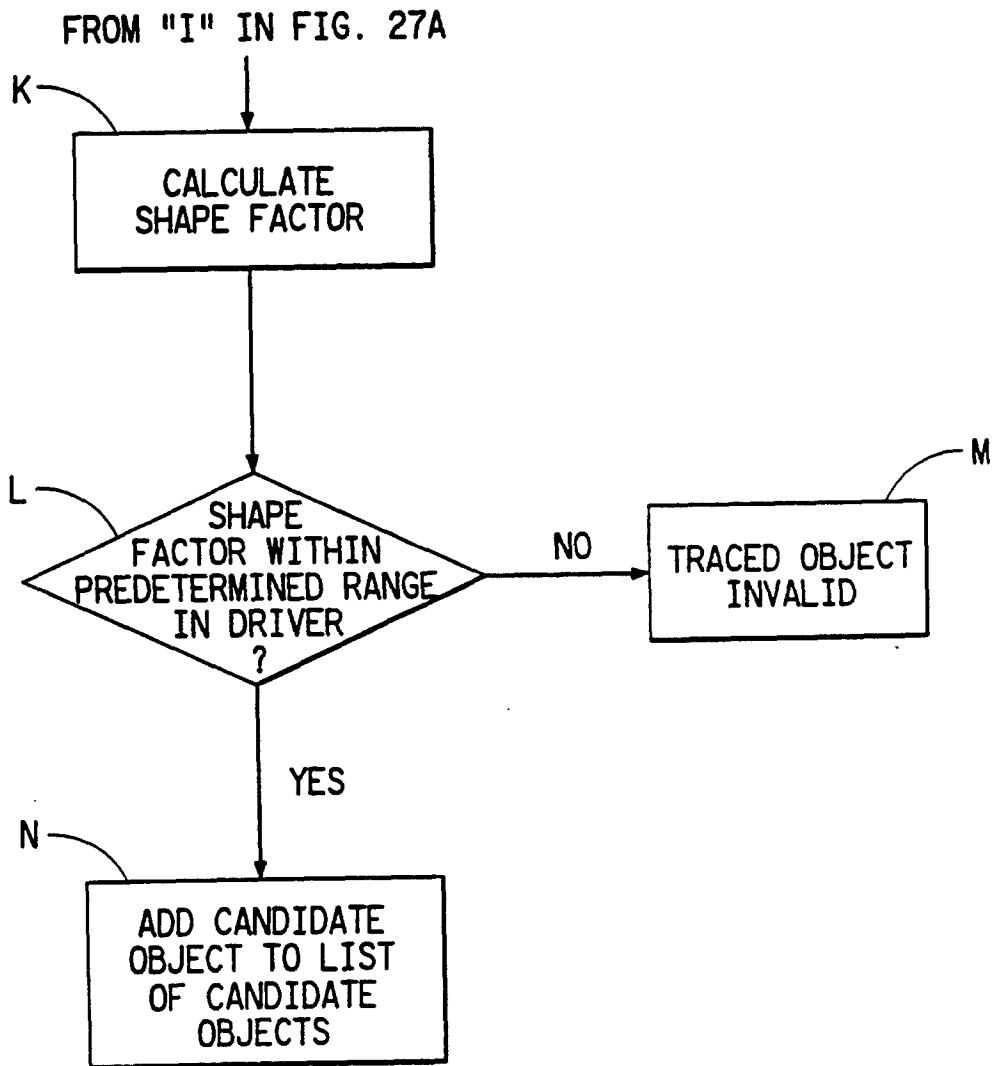 FROM "I" IN FIG. 27A
K
CALCULATE
SHAPE FACTOR
L
SHAPE
FACTOR WITHIN
PREDETERMINED RANGE
IN DRIVER
?
NO
M
TRACED OBJECT
INVALID
YES
N
ADD CANDIDATE
OBJECT TO LIST
OF CANDIDATE
OBJECTS